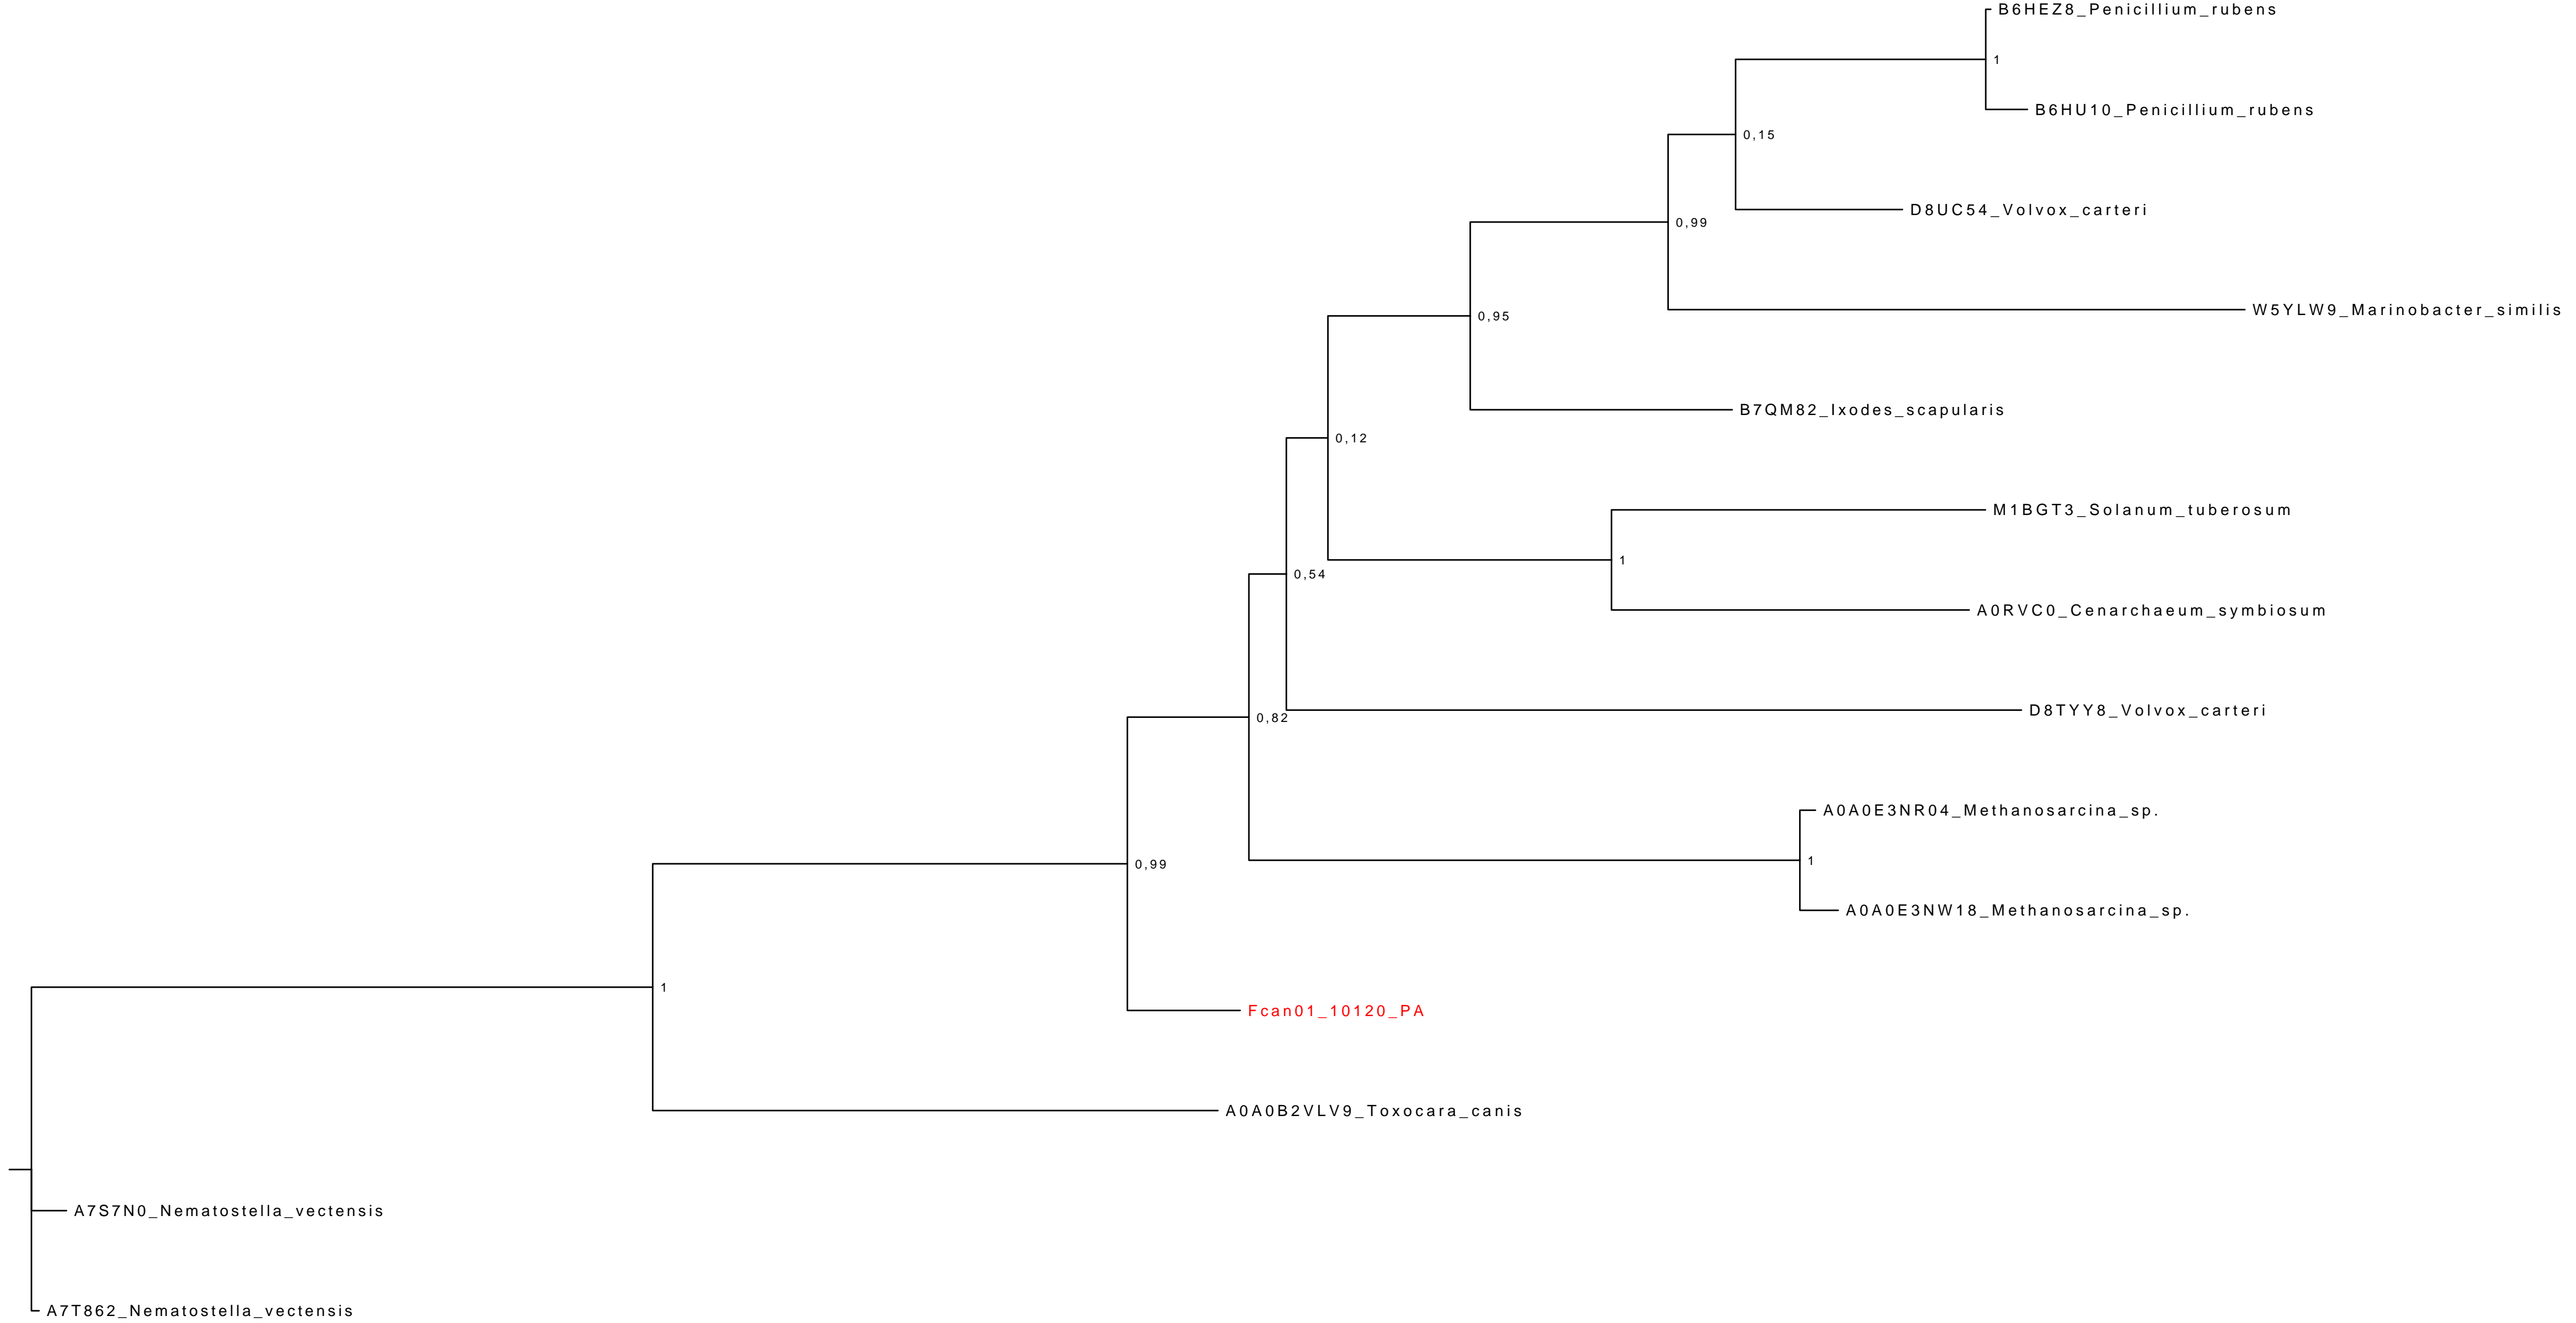 B6HEZ8_Penicillium_rubens
1
B6HU10_Penicillium_rubens
0,15
D8UC54_Volvox_carteri
0,99
W5YLW9_Marinobacter_similis
0,95
B7QM82_Ixodes_scapularis
0,12
M1BGT3_Solanum_tuberosum
1
0,54
A0RVC0_Cenarchaeum_symbiosum
D8TYY8_Volvox_carteri
0,82
A0A0E3NR04_Methanosarcina_sp.
1
0,99
A0A0E3NW18_Methanosarcina_sp.
1
Fcan01_10120_PA
A0A0B2VLV9_Toxocara_canis
A7S7N0_Nematostella_vectensis
A7T862_Nematostella_vectensis